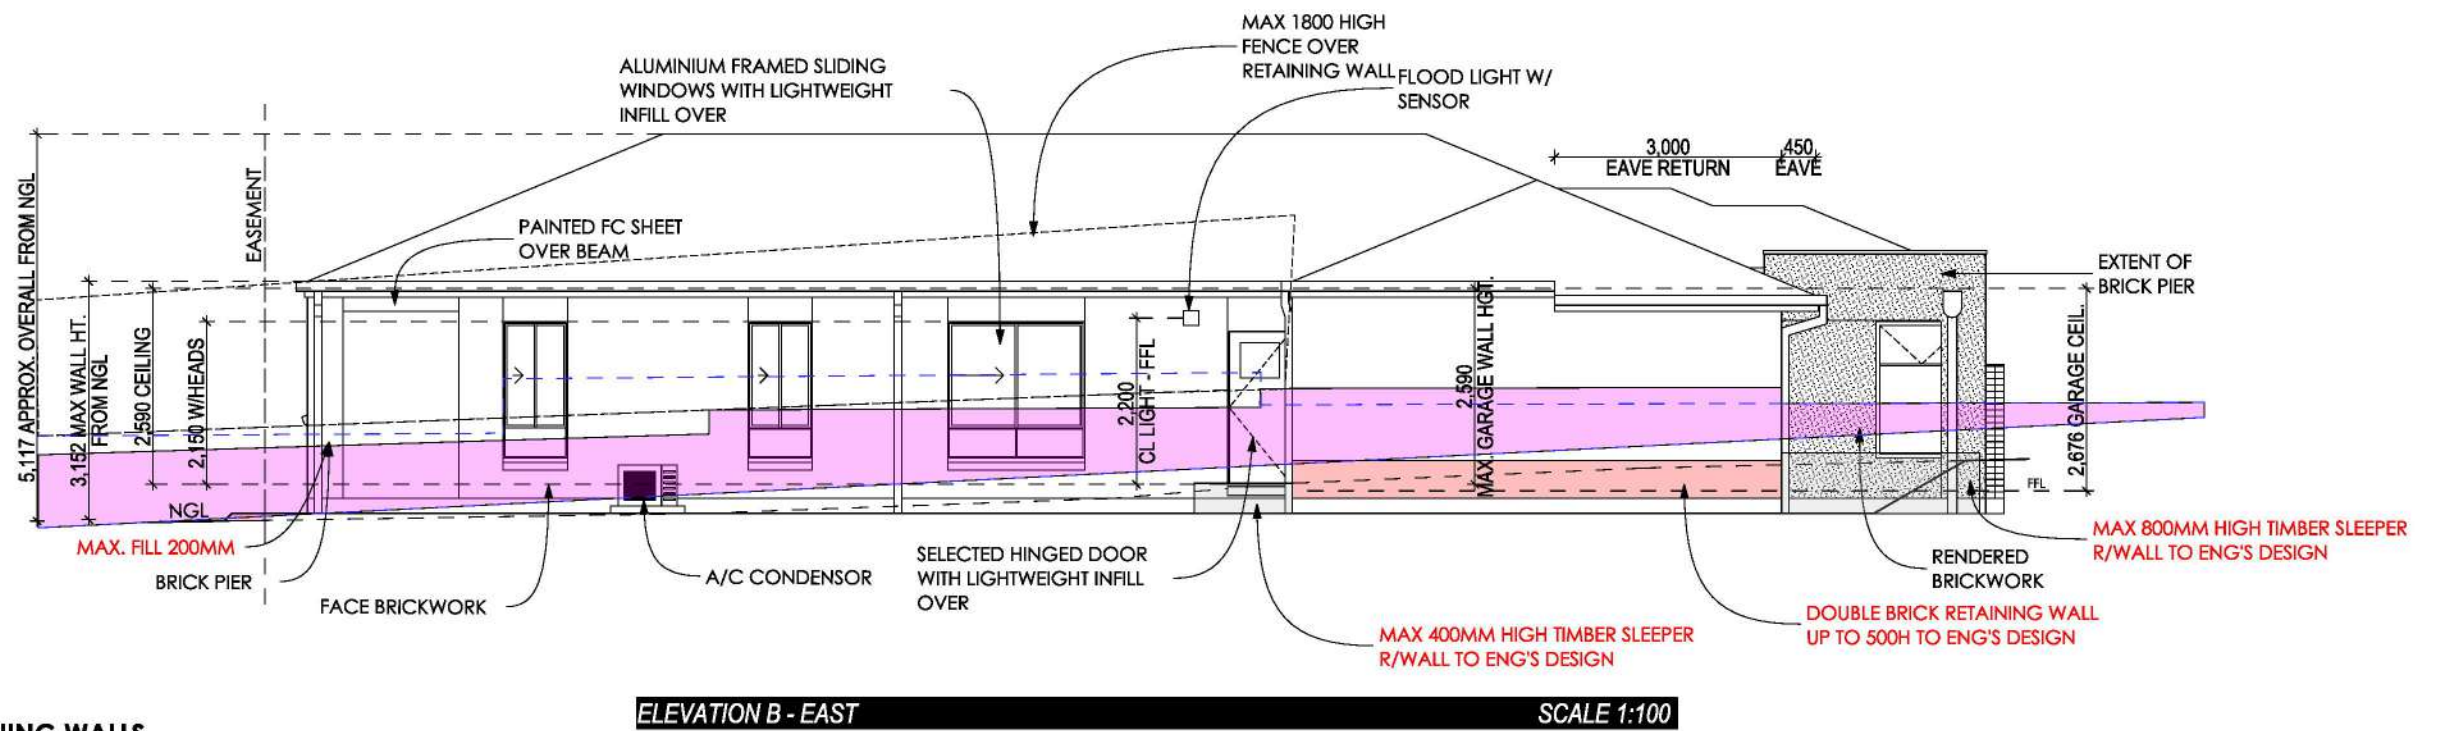 MAX 1800 HIGH
FENCE OVER
RETAINING WALL
ALUMINIUM FRAMED SLIDING
WINDOWS WITH LIGHTWEIGHT
INFILL OVER
FLOOD LIGHT W/
SENSOR
3,000
EAVE RETURN
450
EAVE
5,117 APPROX. OVERALL FROM NGL
EASEMENT
PAINTED FC SHEET
OVER BEAM
EXTENT OF
BRICK PIER
3,152 MAX WALL HT.
FROM NGL
2,590 CEILING
2,150 W/HEADS
2,200
CL LIGHT - FFL
2,590
MAX. GARAGE WALL HGT.
2,676 GARAGE CEIL.
FFL
NGL
MAX. FILL 200MM
BRICK PIER
FACE BRICKWORK
A/C CONDENSOR
SELECTED HINGED DOOR
WITH LIGHTWEIGHT INFILL
OVER
MAX 400MM HIGH TIMBER SLEEPER
R/WALL TO ENG'S DESIGN
DOUBLE BRICK RETAINING WALL
UP TO 500H TO ENG'S DESIGN
RENDERED
BRICKWORK
MAX 800MM HIGH TIMBER SLEEPER
R/WALL TO ENG'S DESIGN
ELEVATION B - EAST
SCALE 1:100